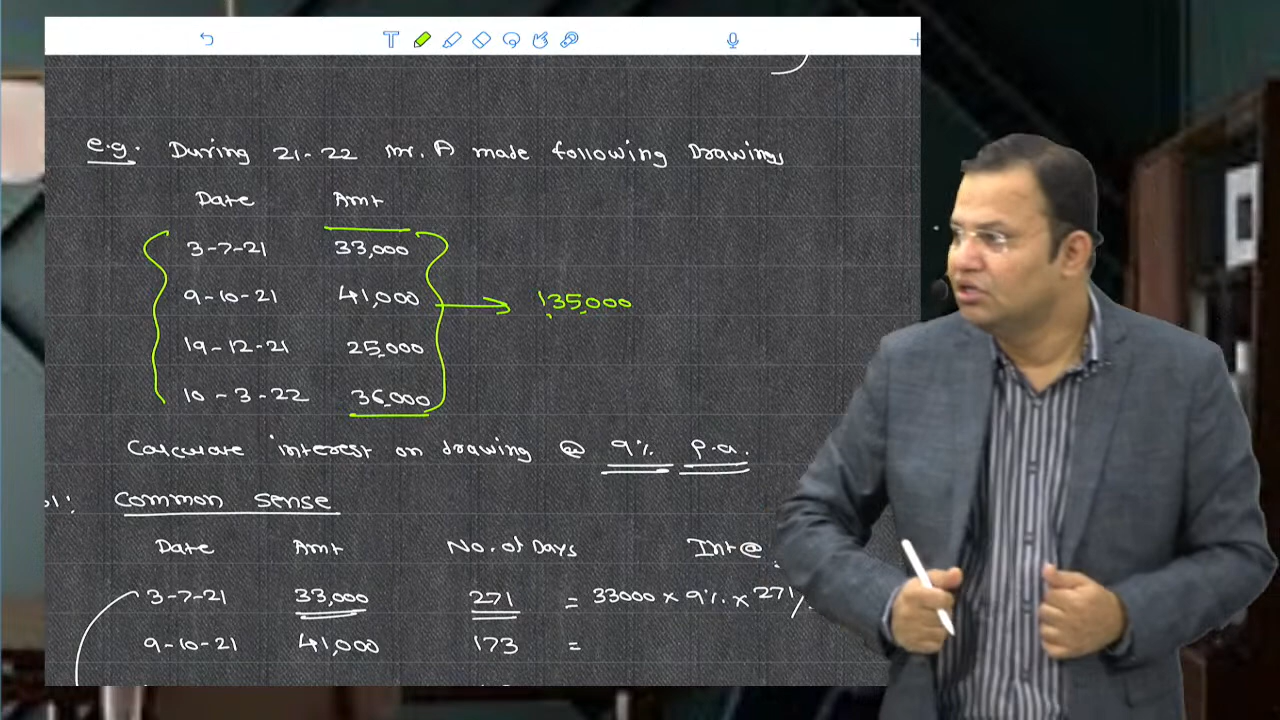 e.g. During 21-22 Mr. A made following Drawings
Date Amt
3-7-21 33,000
9-10-21 41,000 135,000
19-12-21 25,000
10-3-22 36,000
Calculate interest on drawing @ 9% p.a.
Common sense
Date Amt No. of Days Int @
3-7-21 33,000 271 = 33000 x 9% x 271/
9-10-21 41,000 173 =